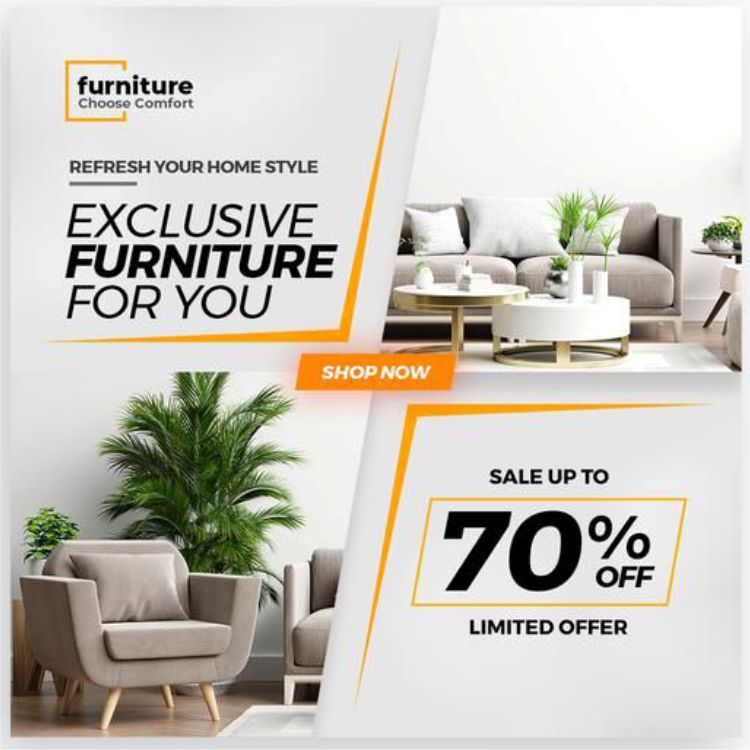 furniture
Choose Comfort
REFRESH YOUR HOME STYLE
EXCLUSIVE
FURNITURE
FOR YOU
SHOP NOW
SALE UP TO
70%
OFF
LIMITED OFFER